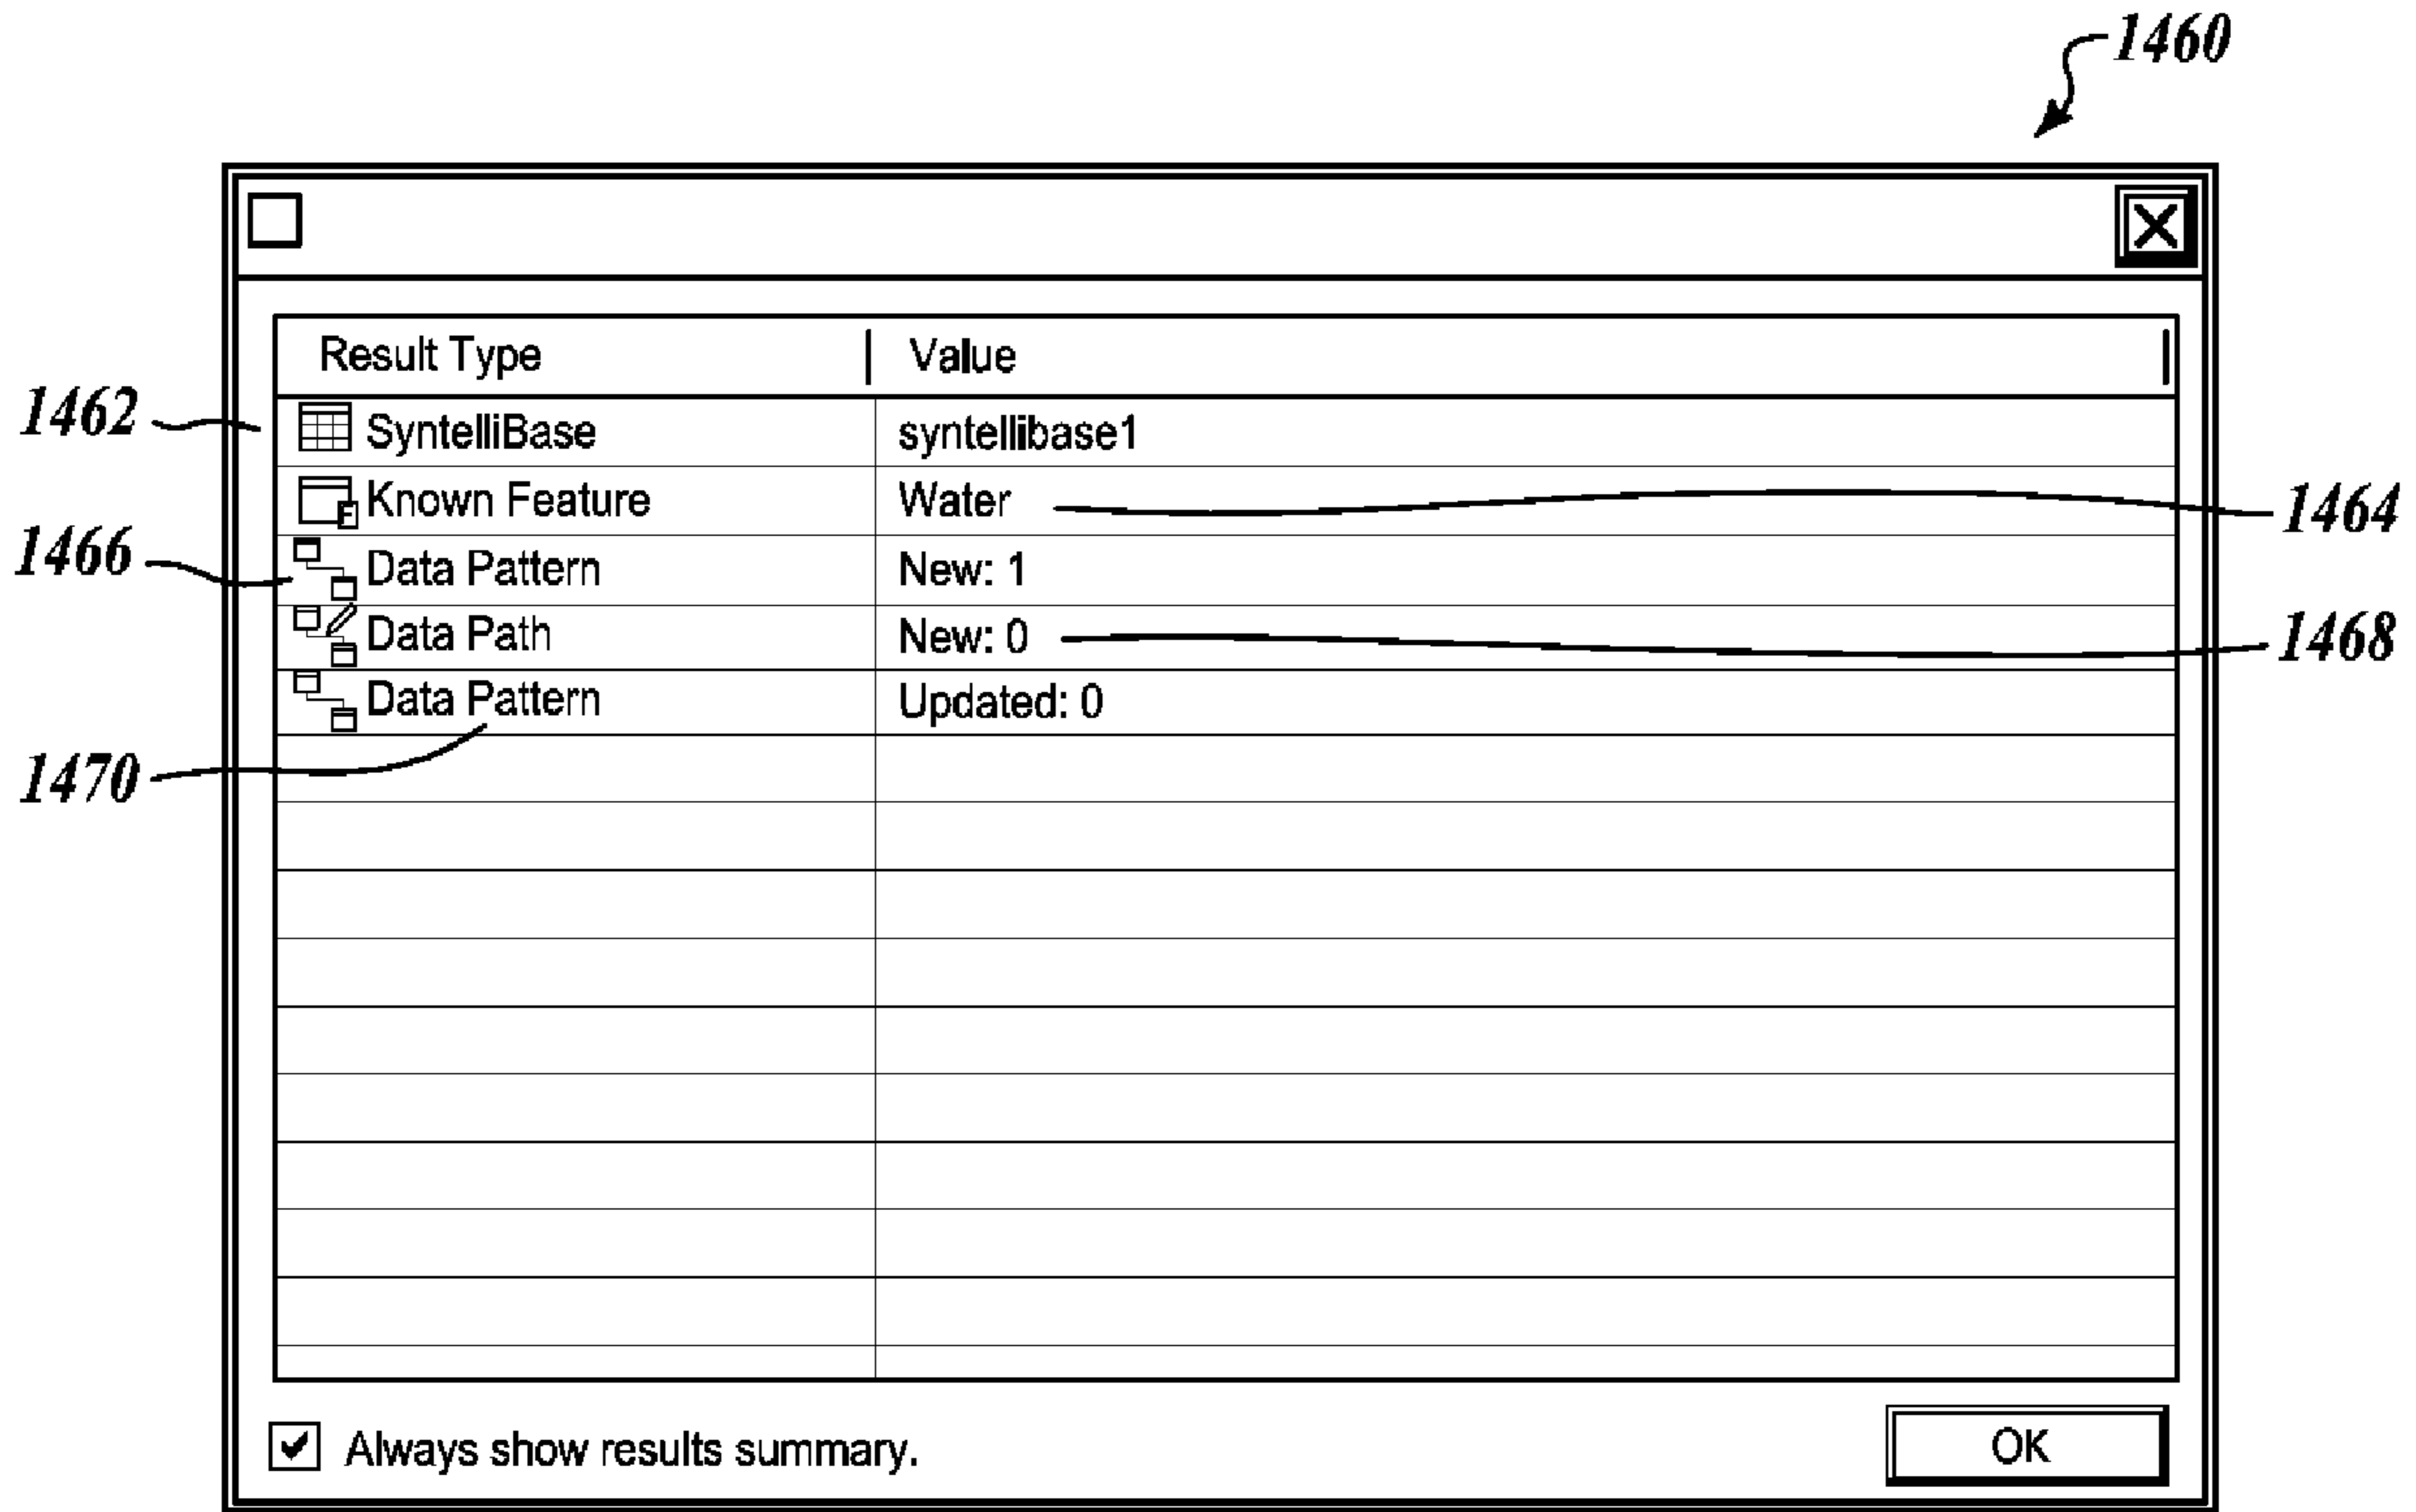 1460
Result Type Value
1462 SyntelliBase syntellibase1
Known Feature Water 1464
1466 Data Pattern New: 1
Data Path New: 0 1468
Data Pattern Updated: 0
1470
Always show results summary. OK